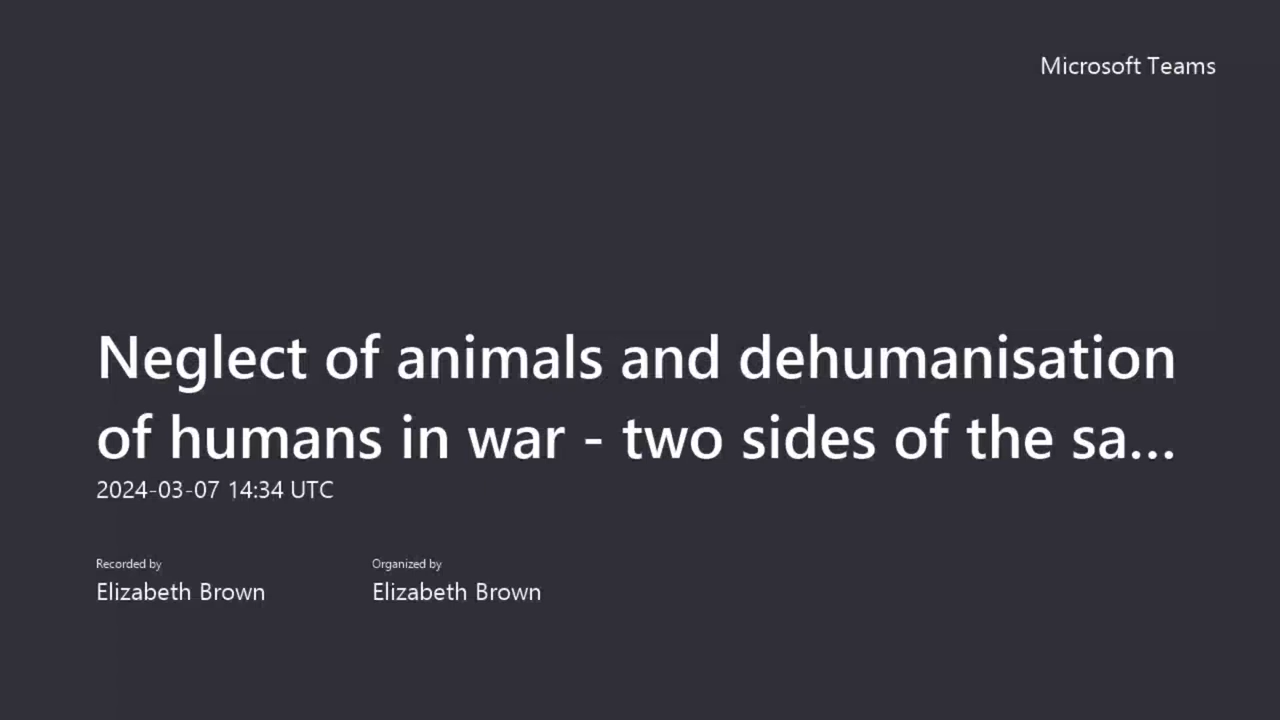 Microsoft Teams
Neglect of animals and dehumanisation
of humans in war - two sides of the sa...
2024-03-07 14:34 UTC
Recorded by
Elizabeth Brown
Organized by
Elizabeth Brown